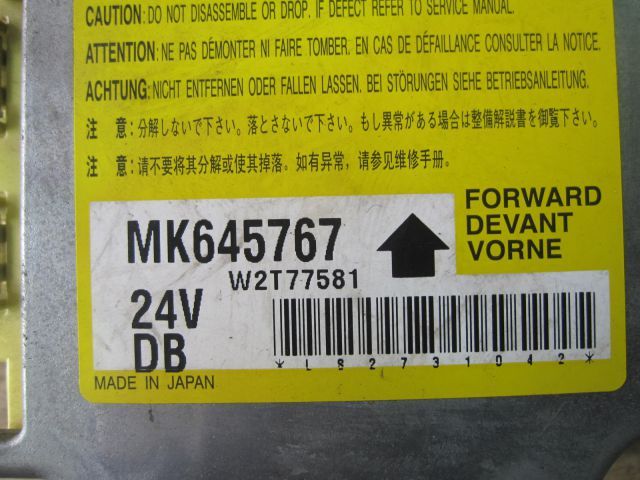 CAUTION: DO NOT DISASSEMBLE OR DROP. IF DEFECT REFER TO SERVICE MANUAL.
ATTENTION: NE PAS DÉMONTER NI FAIRE TOMBER. EN CAS DE DÉFAILLANCE CONSULTER LA NOTICE.
ACHTUNG: NICHT ENTFERNEN ODER FALLEN LASSEN. BEI STÖRUNGEN SIEHE BETRIEBSANLEITUNG.
注 意:分解しないで下さい。落とさないで下さい。もし異常がある場合は整備解説書を御覧下さい。
注 意:请不要将其分解或使其掉落。如有异常,请参见维修手册.
FORWARD
DEVANT
VORNE
MK645767
W2T77581
24V
DB
*L82731042*
MADE IN JAPAN